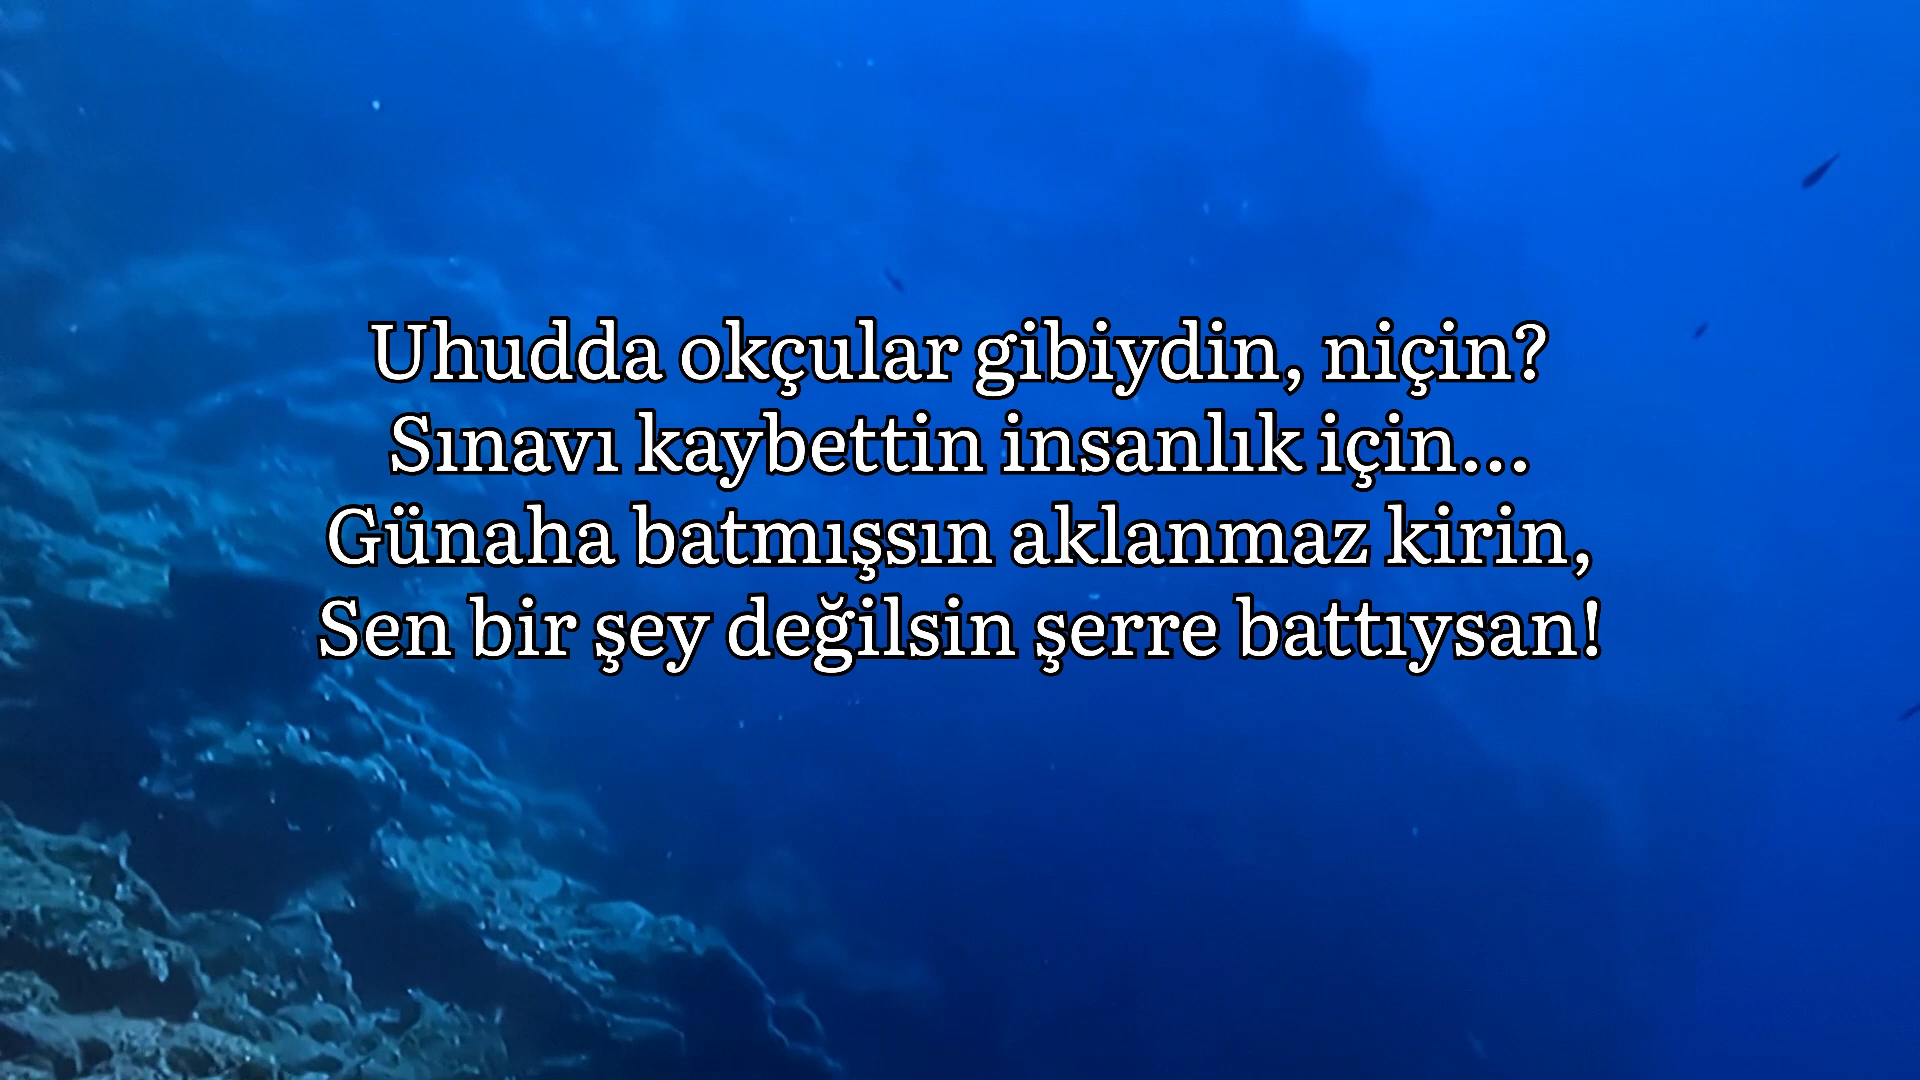 Uhudda okçular gibiydin, niçin?
Sınavı kaybettin insanlık için...
Günaha batmışsın aklanmaz kirin,
Sen bir şey değilsin şerre battıysan!